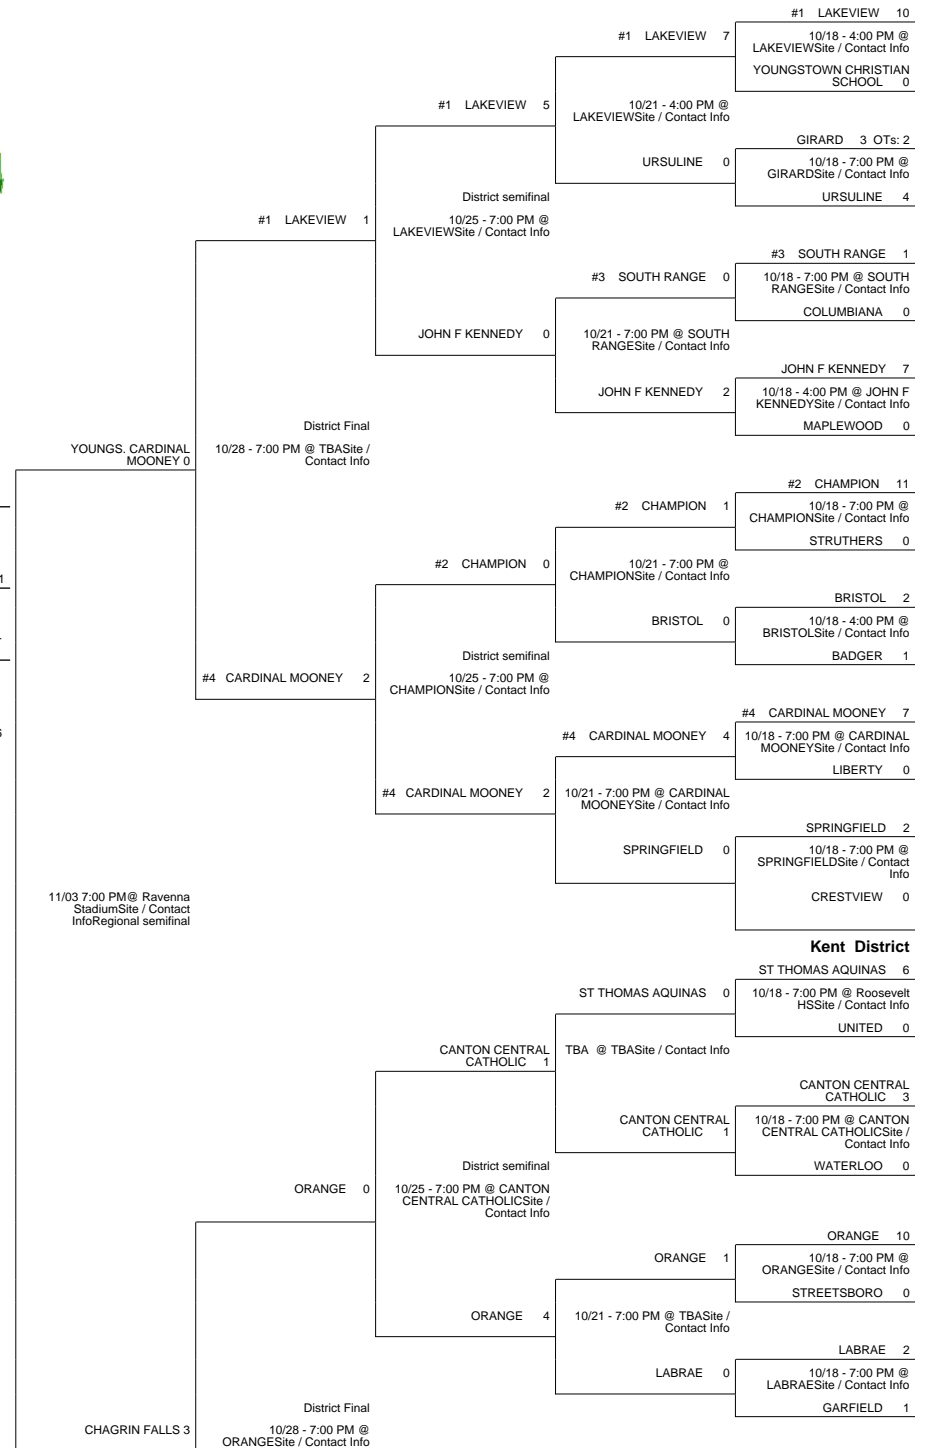 #1 LAKEVIEW 10
10/18 - 4:00 PM @
LAKEVIEWSite / Contact Info
YOUNGSTOWN CHRISTIAN
SCHOOL 0
#1 LAKEVIEW 7
10/21 - 4:00 PM @
LAKEVIEWSite / Contact Info
#1 LAKEVIEW 5
GIRARD 3 OTs: 2
10/18 - 7:00 PM @
GIRARDSite / Contact Info
URSULINE 4
URSULINE 0
District semifinal
10/25 - 7:00 PM @
LAKEVIEWSite / Contact Info
#1 LAKEVIEW 1
#3 SOUTH RANGE 1
10/18 - 7:00 PM @ SOUTH
RANGESite / Contact Info
COLUMBIANA 0
#3 SOUTH RANGE 0
10/21 - 7:00 PM @ SOUTH
RANGESite / Contact Info
JOHN F KENNEDY 0
JOHN F KENNEDY 7
10/18 - 4:00 PM @ JOHN F
KENNEDYSite / Contact Info
MAPLEWOOD 0
JOHN F KENNEDY 2
District Final
10/28 - 7:00 PM @ TBASite /
Contact Info
YOUNGS. CARDINAL
MOONEY 0
#2 CHAMPION 11
10/18 - 7:00 PM @
CHAMPIONSite / Contact Info
STRUTHERS 0
#2 CHAMPION 1
10/21 - 7:00 PM @
CHAMPIONSite / Contact Info
#2 CHAMPION 0
1
BRISTOL 2
10/18 - 4:00 PM @
BRISTOLSite / Contact Info
BADGER 1
BRISTOL 0
District semifinal
10/25 - 7:00 PM @
CHAMPIONSite / Contact Info
#4 CARDINAL MOONEY 2
#4 CARDINAL MOONEY 7
10/18 - 7:00 PM @ CARDINAL
MOONEYSite / Contact Info
LIBERTY 0
#4 CARDINAL MOONEY 4
10/21 - 7:00 PM @ CARDINAL
MOONEYSite / Contact Info
#4 CARDINAL MOONEY 2
SPRINGFIELD 2
10/18 - 7:00 PM @
SPRINGFIELDSite / Contact
Info
CRESTVIEW 0
SPRINGFIELD 0
11/03 7:00 PM@ Ravenna
StadiumSite / Contact
InfoRegional semifinal
Kent District
ST THOMAS AQUINAS 6
10/18 - 7:00 PM @ Roosevelt
HSSite / Contact Info
UNITED 0
ST THOMAS AQUINAS 0
TBA @ TBASite / Contact Info
CANTON CENTRAL
CATHOLIC 1
CANTON CENTRAL
CATHOLIC 3
10/18 - 7:00 PM @ CANTON
CENTRAL CATHOLICSite /
Contact Info
WATERLOO 0
CANTON CENTRAL
CATHOLIC 1
District semifinal
10/25 - 7:00 PM @ CANTON
CENTRAL CATHOLICSite /
Contact Info
ORANGE 0
ORANGE 10
10/18 - 7:00 PM @
ORANGESite / Contact Info
STREETSBORO 0
ORANGE 1
10/21 - 7:00 PM @ TBASite /
Contact Info
ORANGE 4
LABRAE 2
10/18 - 7:00 PM @
LABRAESite / Contact Info
GARFIELD 1
LABRAE 0
District Final
10/28 - 7:00 PM @
ORANGESite / Contact Info
CHAGRIN FALLS 3